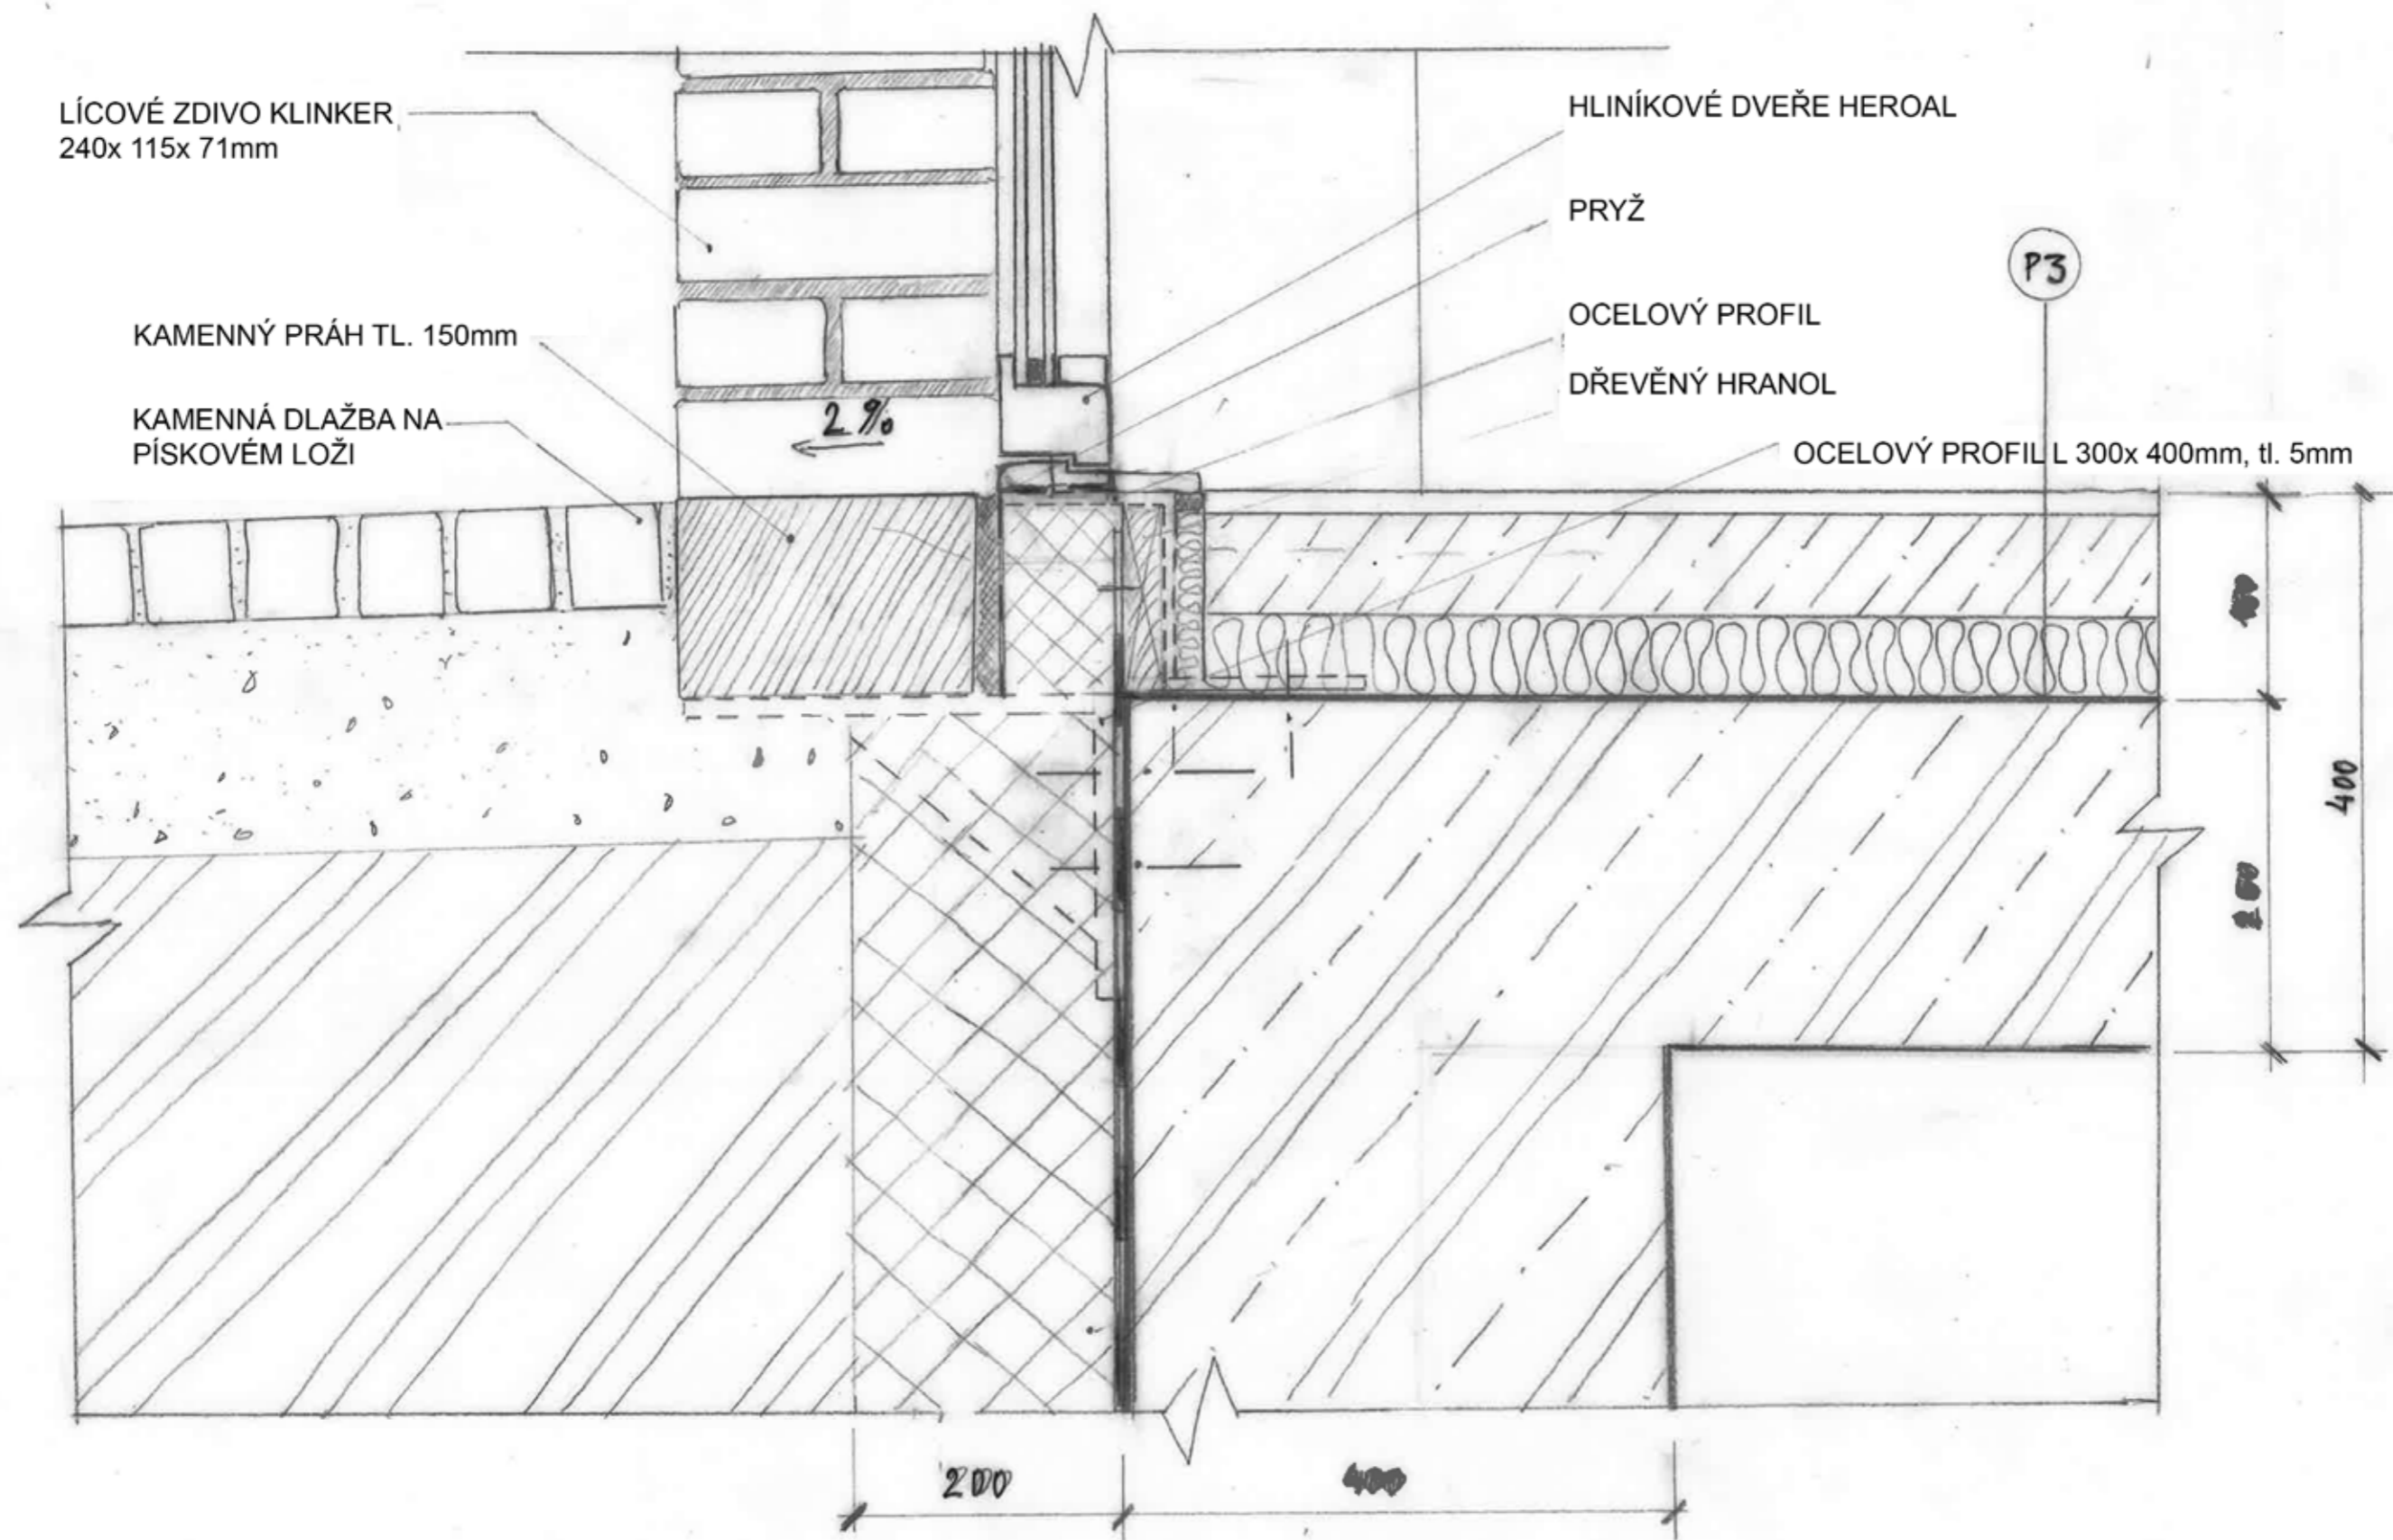 LÍCOVÉ ZDIVO KLINKER
240x 115x 71mm
HLINÍKOVÉ DVEŘE HEROAL
PRYŽ
P3
OCELOVÝ PROFIL
KAMENNÝ PRÁH TL. 150mm
DŘEVĚNÝ HRANOL
KAMENNÁ DLAŽBA NA
PÍSKOVÉM LOŽI
2%
OCELOVÝ PROFIL L 300x 400mm, tl. 5mm
400
200